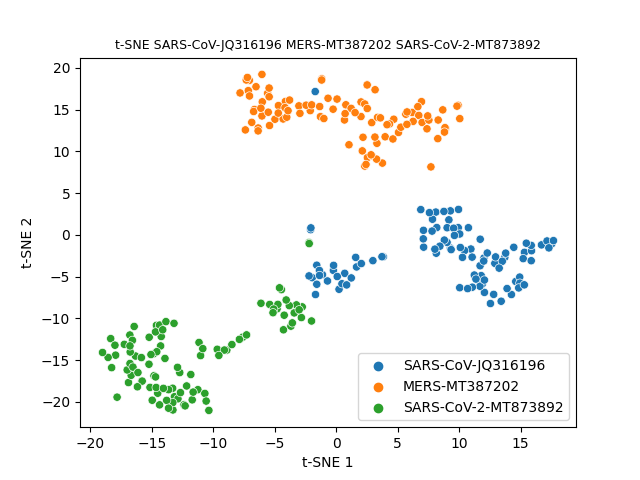 t-SNE SARS-CoV-JQ316196 MERS-MT387202 SARS-CoV-2-MT873892
20
15
10
5
0
−5
−10
−15
−20
t-SNE 2
SARS-CoV-JQ316196
MERS-MT387202
SARS-CoV-2-MT873892
−20 −15 −10 −5 0 5 10 15
t-SNE 1